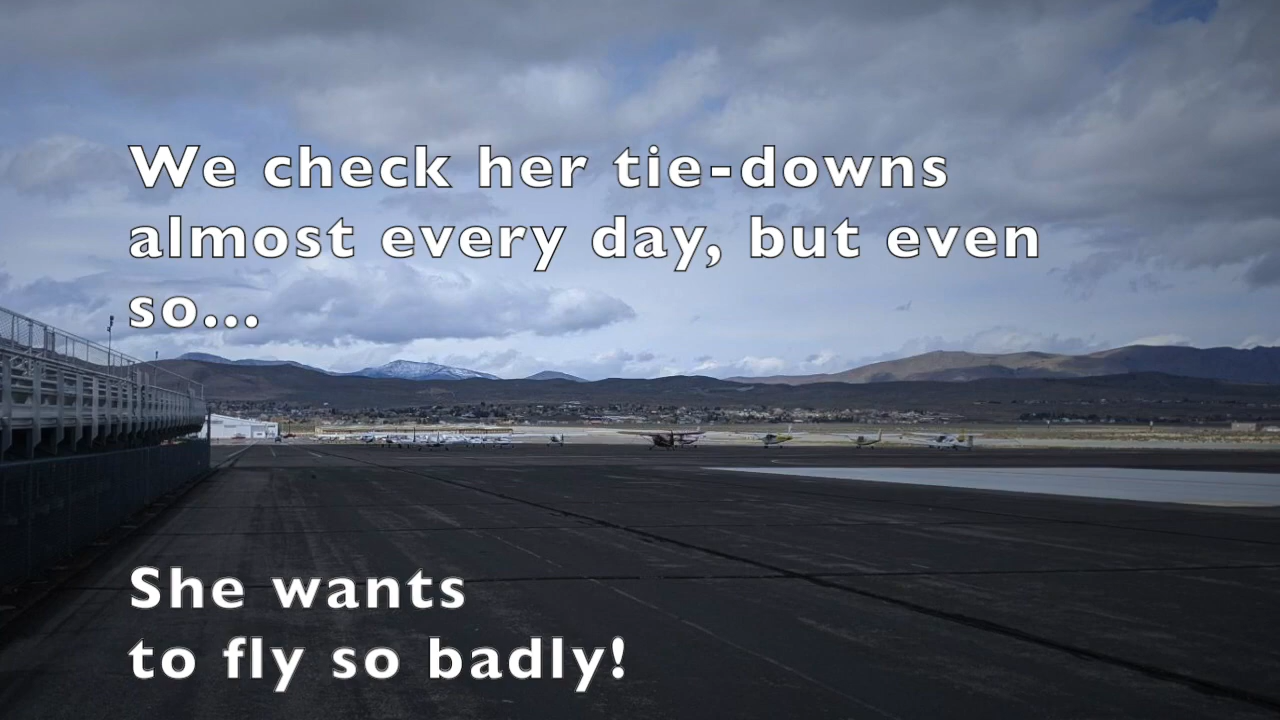 We check her tie-downs
almost every day, but even
so...
She wants
to fly so badly!